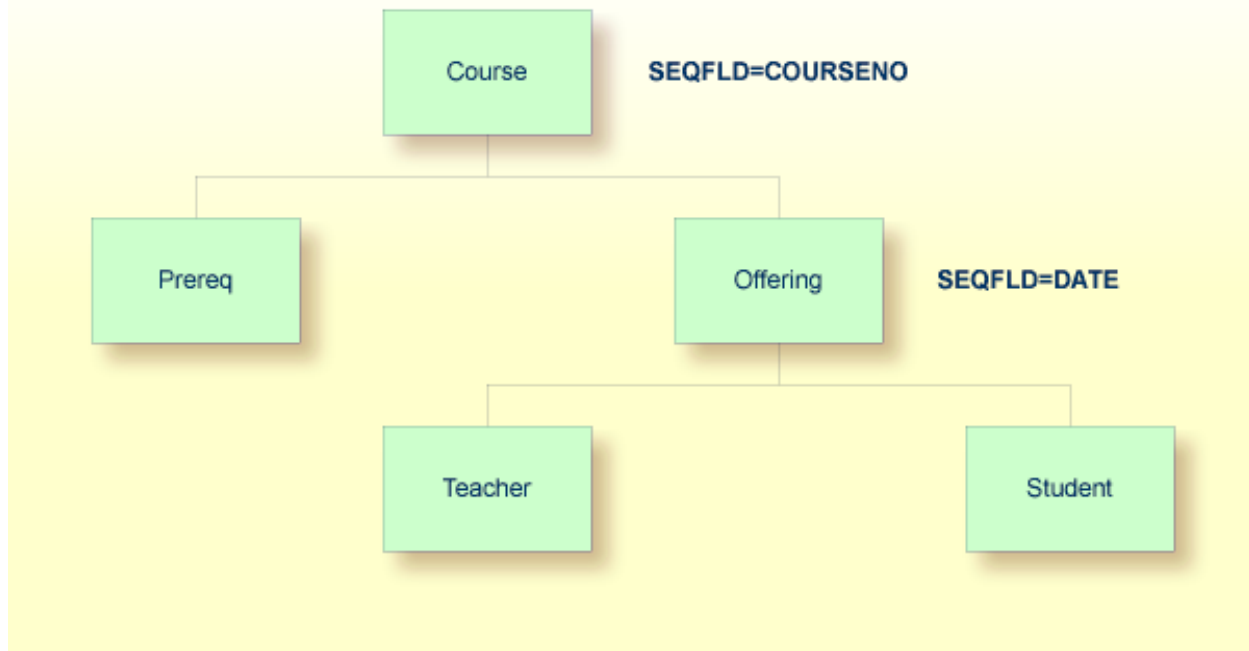 Course
SEQFLD=COURSENO
Prereq
Offering
SEQFLD=DATE
Teacher
Student